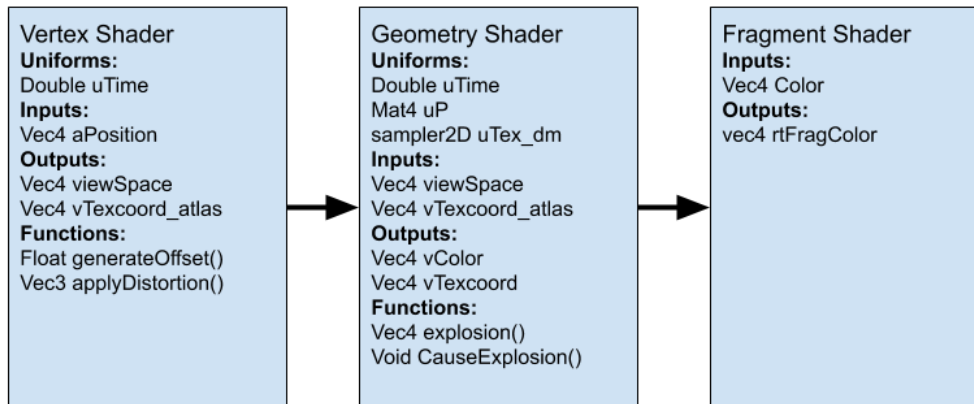 Vertex Shader
Uniforms:
Double uTime
Inputs:
Vec4 aPosition
Outputs:
Vec4 viewSpace
Vec4 vTexcoord_atlas
Functions:
Float generateOffset()
Vec3 applyDistortion()
Geometry Shader
Uniforms:
Double uTime
Mat4 uP
sampler2D uTex_dm
Inputs:
Vec4 viewSpace
Vec4 vTexcoord_atlas
Outputs:
Vec4 vColor
Vec4 vTexcoord
Functions:
Vec4 explosion()
Void CauseExplosion()
Fragment Shader
Inputs:
Vec4 Color
Outputs:
vec4 rtFragColor